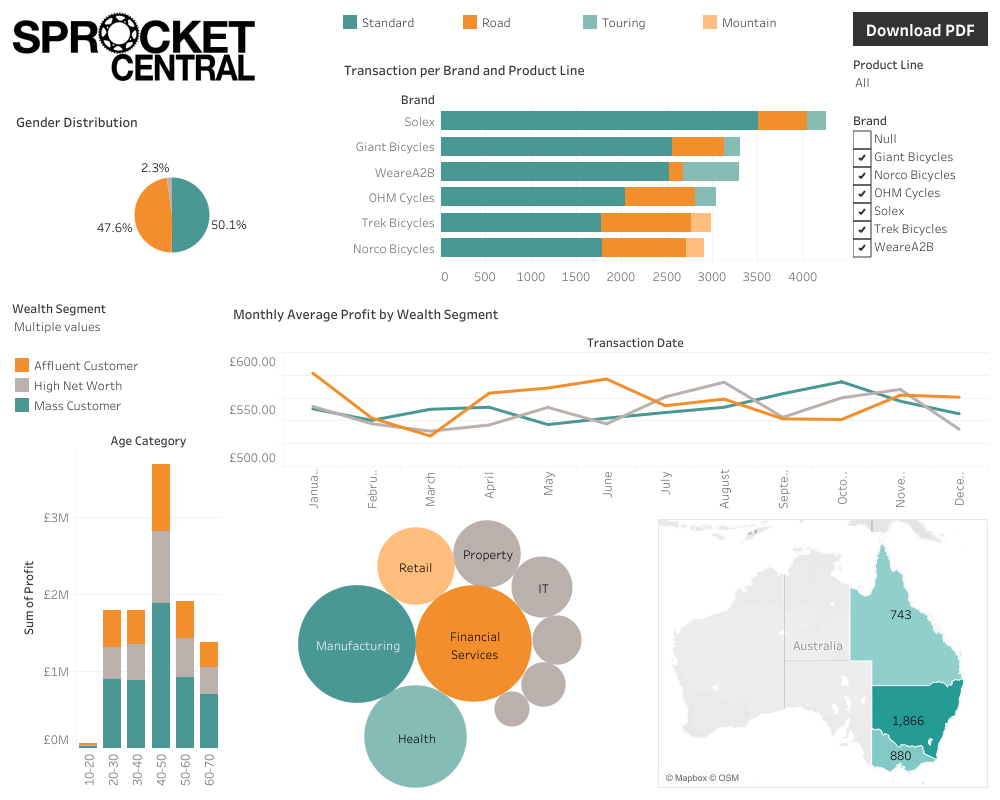 SPROCKET
CENTRAL
Standard
Road
Touring
Mountain
Download PDF
Product Line
All
Transaction per Brand and Product Line
Brand
Solex
Giant Bicycles
WeareA2B
OHM Cycles
Trek Bicycles
Norco Bicycles
0 500 1000 1500 2000 2500 3000 3500 4000
Brand
Null
Giant Bicycles
Norco Bicycles
OHM Cycles
Solex
Trek Bicycles
WeareA2B
Gender Distribution
2.3%
47.6%
50.1%
Wealth Segment
Multiple values
Affluent Customer
High Net Worth
Mass Customer
Monthly Average Profit by Wealth Segment
Transaction Date
£600.00
£550.00
£500.00
Janua..
Febru..
March
April
May
June
July
August
Septe..
Octo..
Nove..
Dece..
Age Category
Sum of Profit
£3M
£2M
£1M
£0M
10-20
20-30
30-40
40-50
50-60
60-70
Retail
Property
IT
Manufacturing
Financial
Services
Health
Australia
743
1,866
880
© Mapbox © OSM